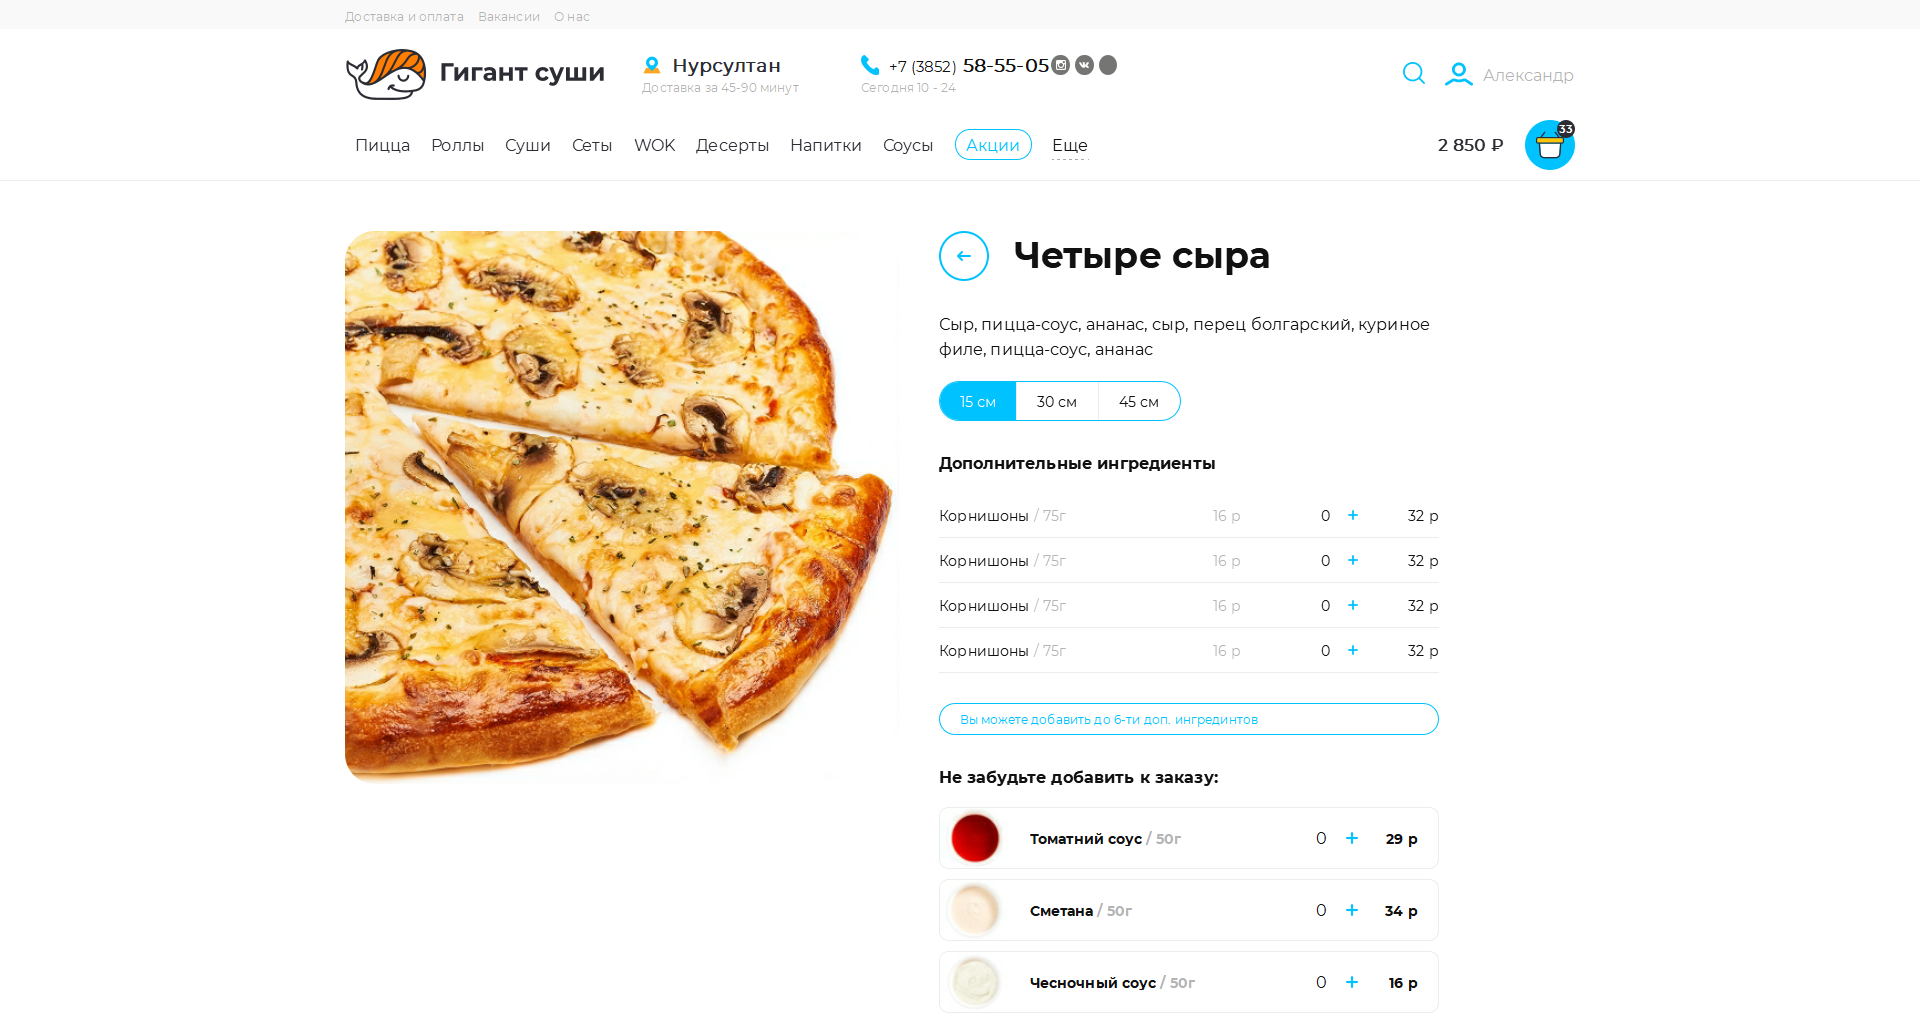 Доставка и оплата Вакансии О нас
Гигант суши
Нурсултан
Доставка за 45-90 минут
+7 (3852) 58-55-05
Сегодня 10 - 24
Александр
Пицца Роллы Суши Сеты WOK Десерты Напитки Соусы Акции Еще
2 850 ₽
33
Четыре сыра
Сыр, пицца-соус, ананас, сыр, перец болгарский, куриное
филе, пицца-соус, ананас
15 см 30 см 45 см
Дополнительные ингредиенты
Корнишоны / 75г 16 р 0 + 32 р
Корнишоны / 75г 16 р 0 + 32 р
Корнишоны / 75г 16 р 0 + 32 р
Корнишоны / 75г 16 р 0 + 32 р
Вы можете добавить до 6-ти доп. ингрединтов
Не забудьте добавить к заказу:
Томатний соус / 50г 0 + 29 р
Сметана / 50г 0 + 34 р
Чесночный соус / 50г 0 + 16 р